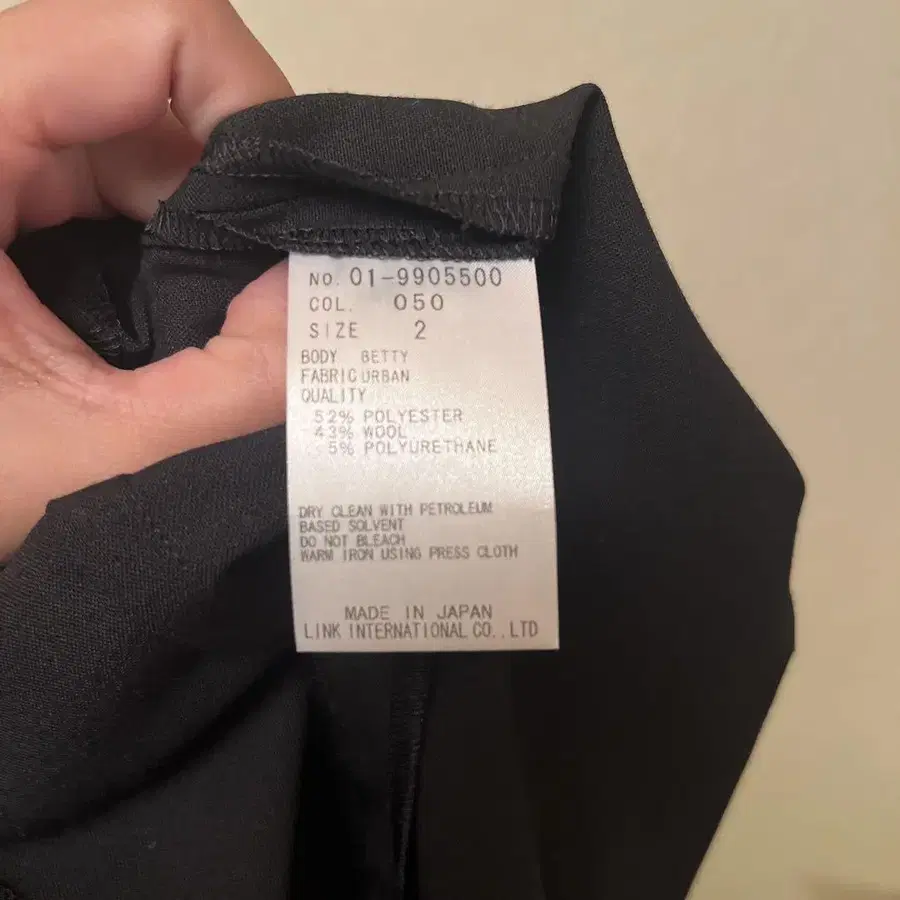 NO. 01-9905500
COL. 050
SIZE 2
BODY BETTY
FABRIC URBAN
QUALITY
52% POLYESTER
43% WOOL
5% POLYURETHANE
DRY CLEAN WITH PETROLEUM
BASED SOLVENT
DO NOT BLEACH
WARM IRON USING PRESS CLOTH
MADE IN JAPAN
LINK INTERNATIONAL CO.,LTD